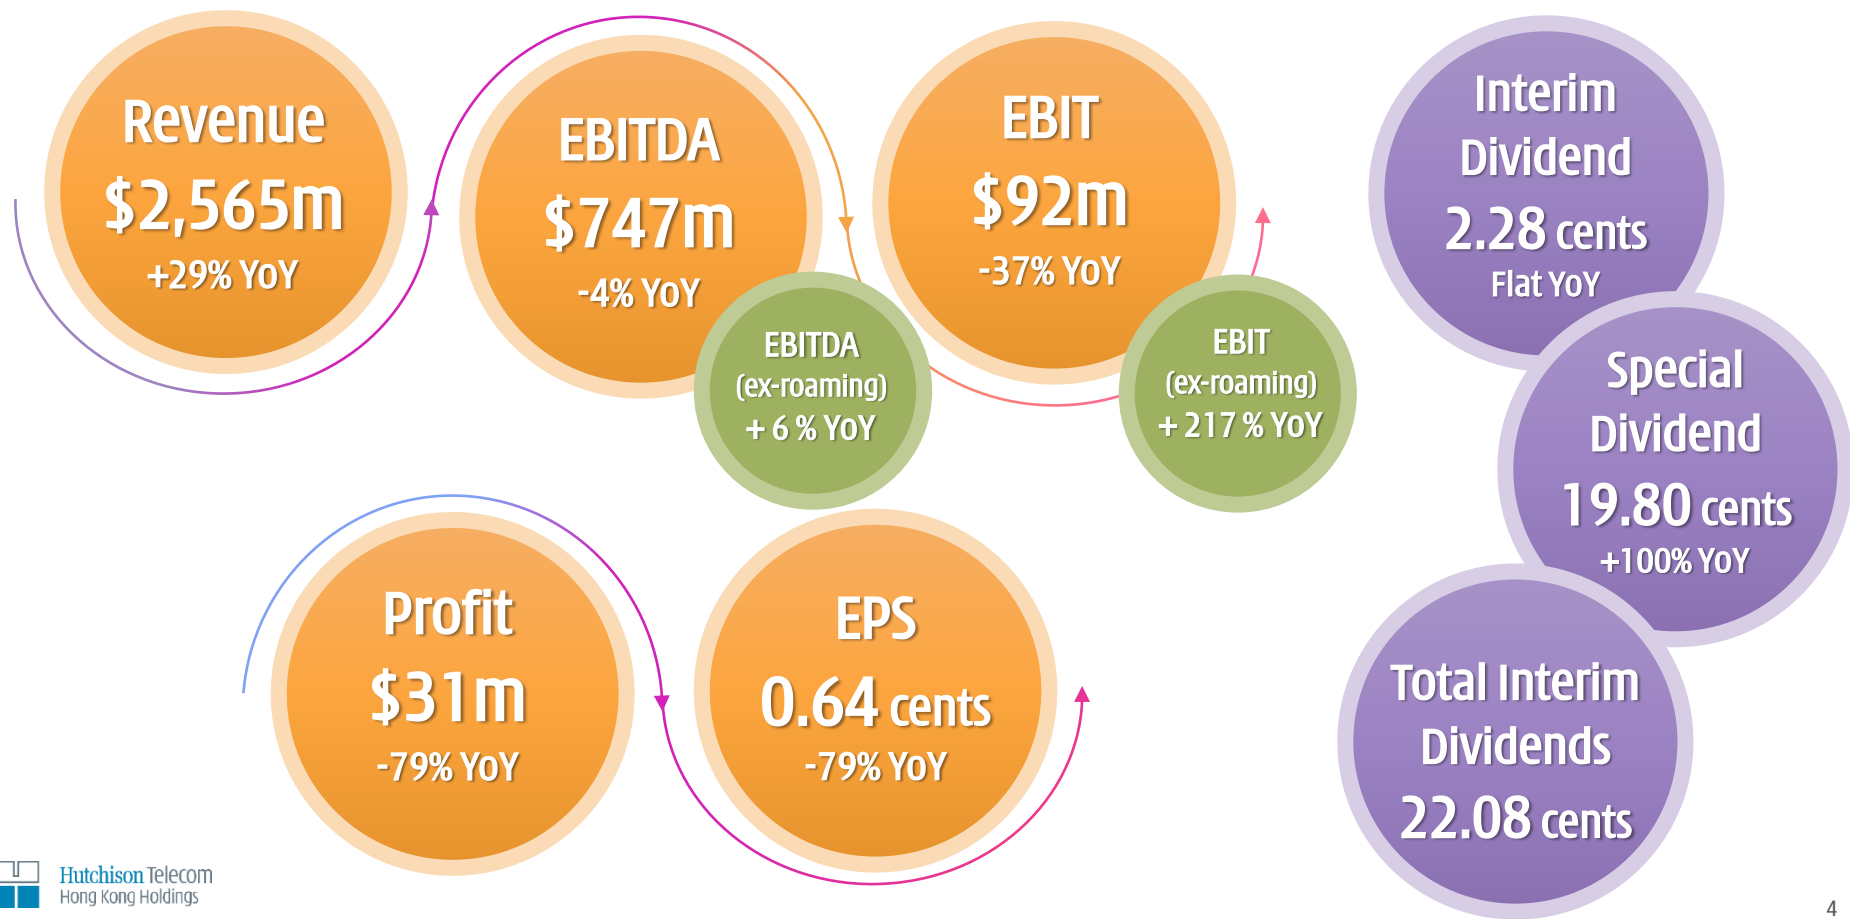 Revenue
$2,565m
+29% YoY
EBITDA
$747m
-4% YoY
EBITDA
(ex-roaming)
+ 6 % YoY
EBIT
$92m
-37% YoY
EBIT
(ex-roaming)
+ 217 % YoY
Profit
$31m
-79% YoY
EPS
0.64 cents
-79% YoY
Interim
Dividend
2.28 cents
Flat YoY
Special
Dividend
19.80 cents
+100% YoY
Total Interim
Dividends
22.08 cents
Hutchison Telecom
Hong Kong Holdings
4